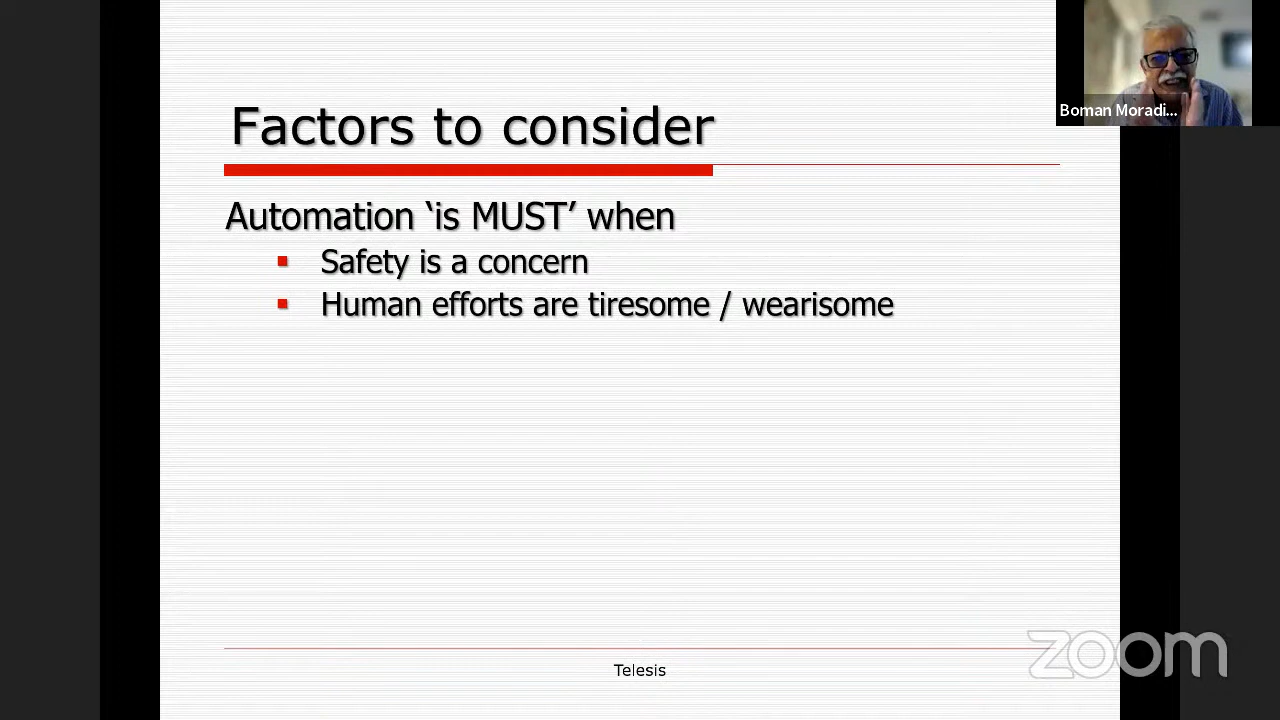 Factors to consider
Automation ‘is MUST’ when
Safety is a concern
Human efforts are tiresome / wearisome
Telesis
Boman Moradi...
zoom